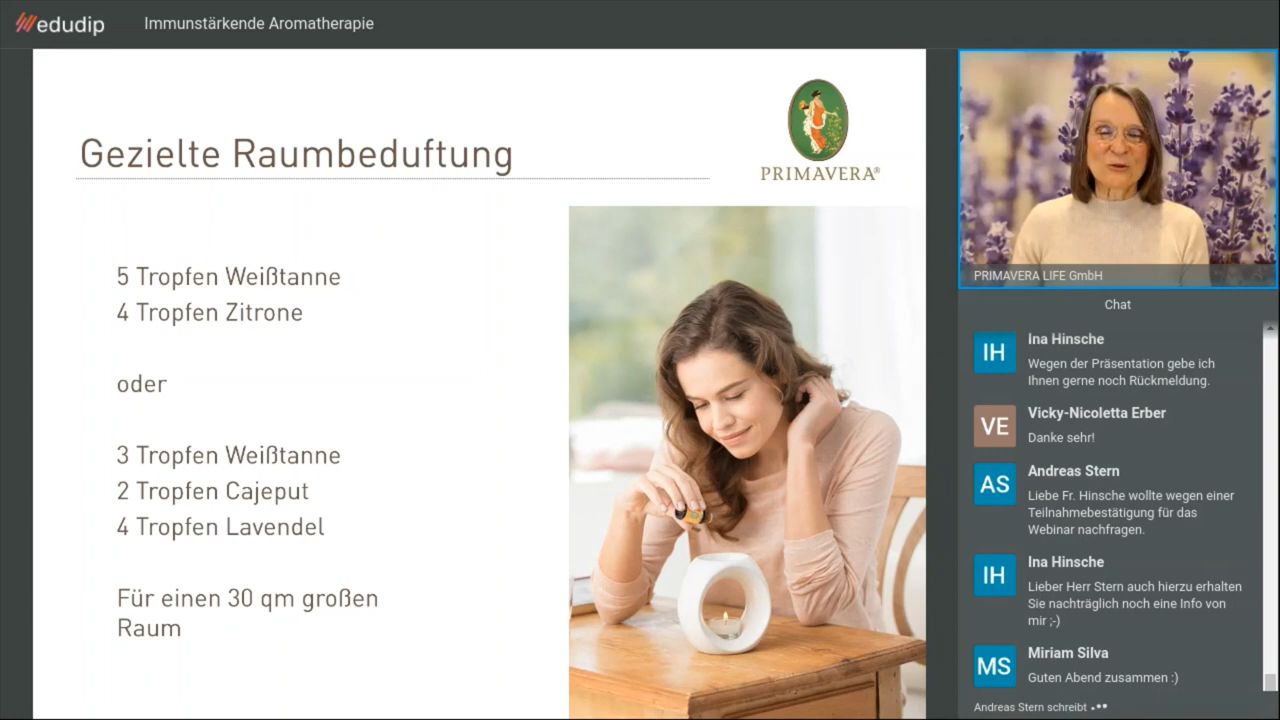 edudip
Immunstärkende Aromatherapie
Gezielte Raumbeduftung
PRIMAVERA®
5 Tropfen Weißtanne
4 Tropfen Zitrone
oder
3 Tropfen Weißtanne
2 Tropfen Cajeput
4 Tropfen Lavendel
Für einen 30 qm großen
Raum
PRIMAVERA LIFE GmbH
Chat
IH
Ina Hinsche
Wegen der Präsentation gebe ich
Ihnen gerne noch Rückmeldung.
VE
Vicky-Nicoletta Erber
Danke sehr!
AS
Andreas Stern
Liebe Fr. Hinsche wollte wegen einer
Teilnahmebestätigung für das
Webinar nachfragen.
IH
Ina Hinsche
Lieber Herr Stern auch hierzu erhalten
Sie nachträglich noch eine Info von
mir ;-)
MS
Miriam Silva
Guten Abend zusammen :)
Andreas Stern schreibt